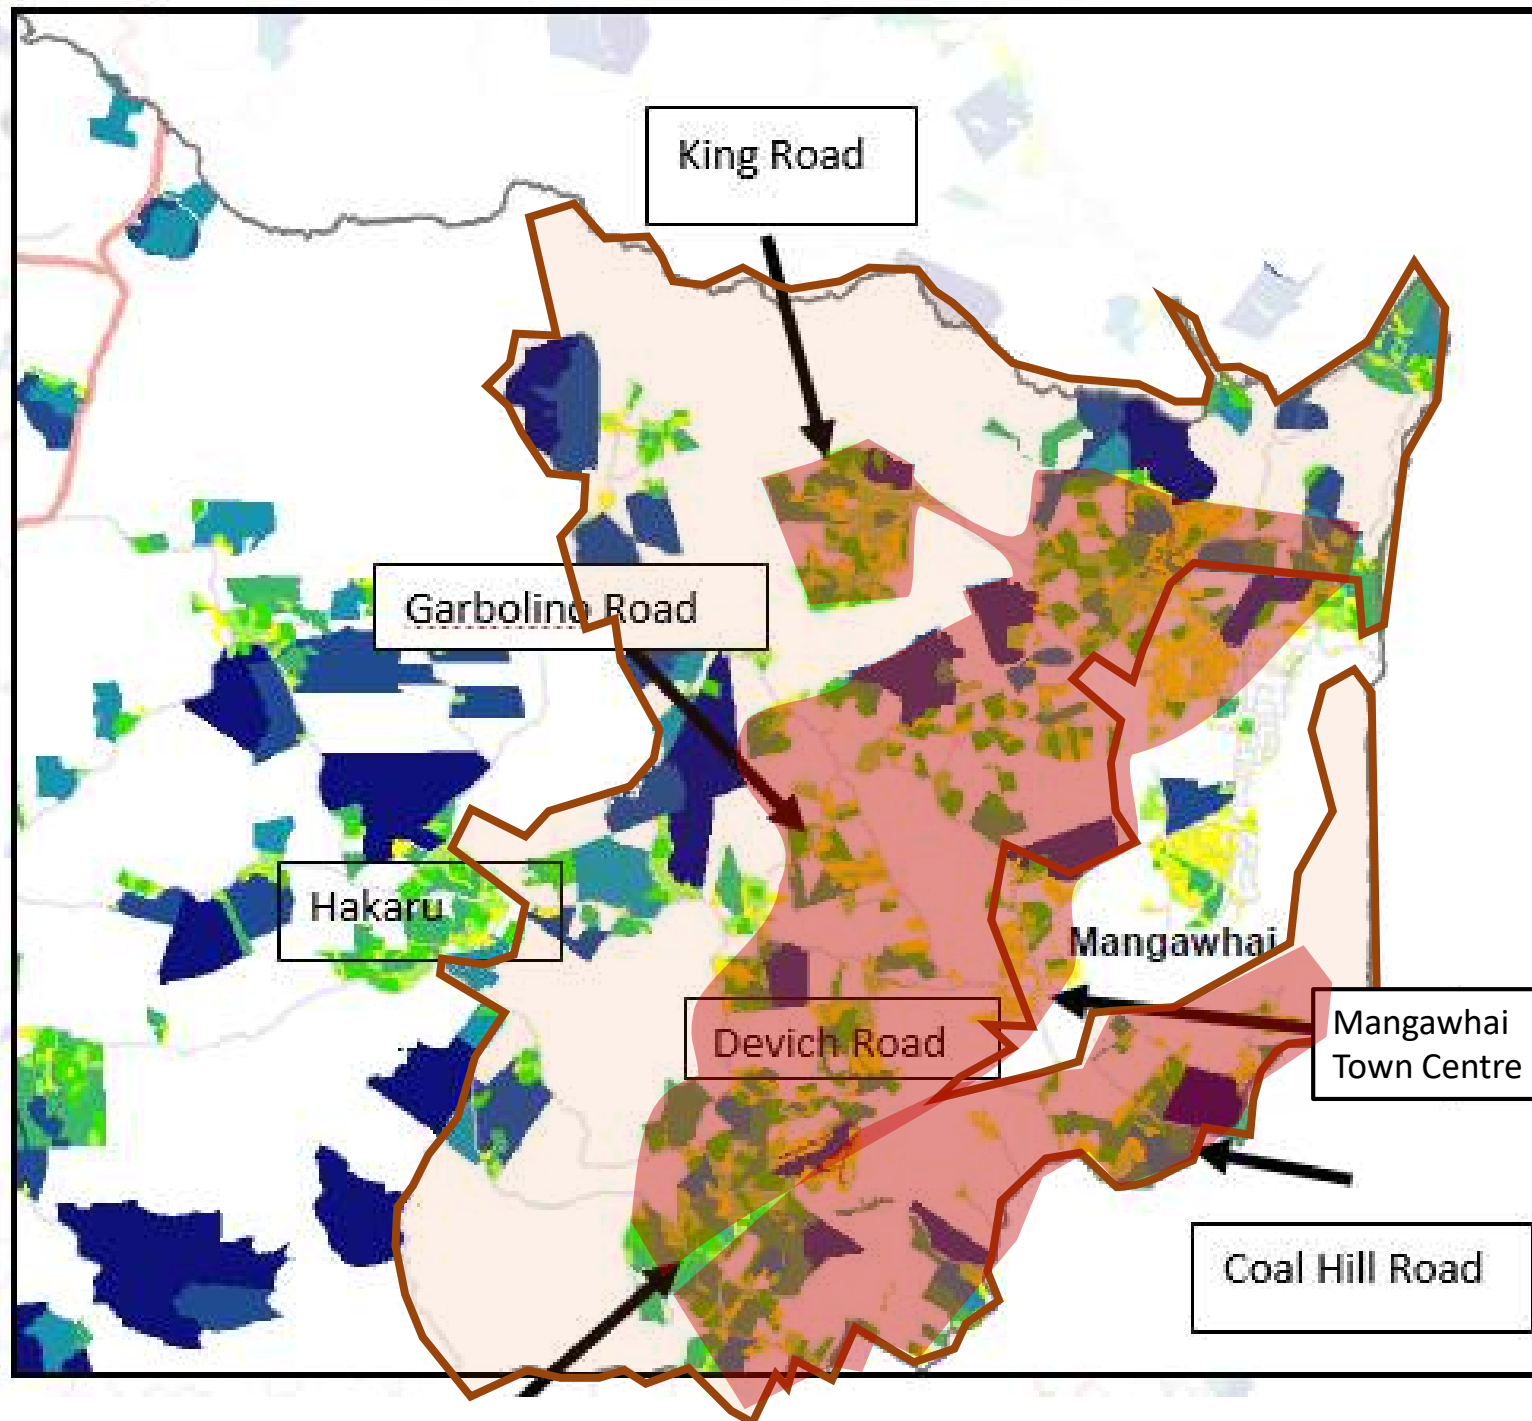 King Road
Garbolino Road
Hakaru
Mangawhai
Devich Road
Mangawhai
Town Centre
Coal Hill Road